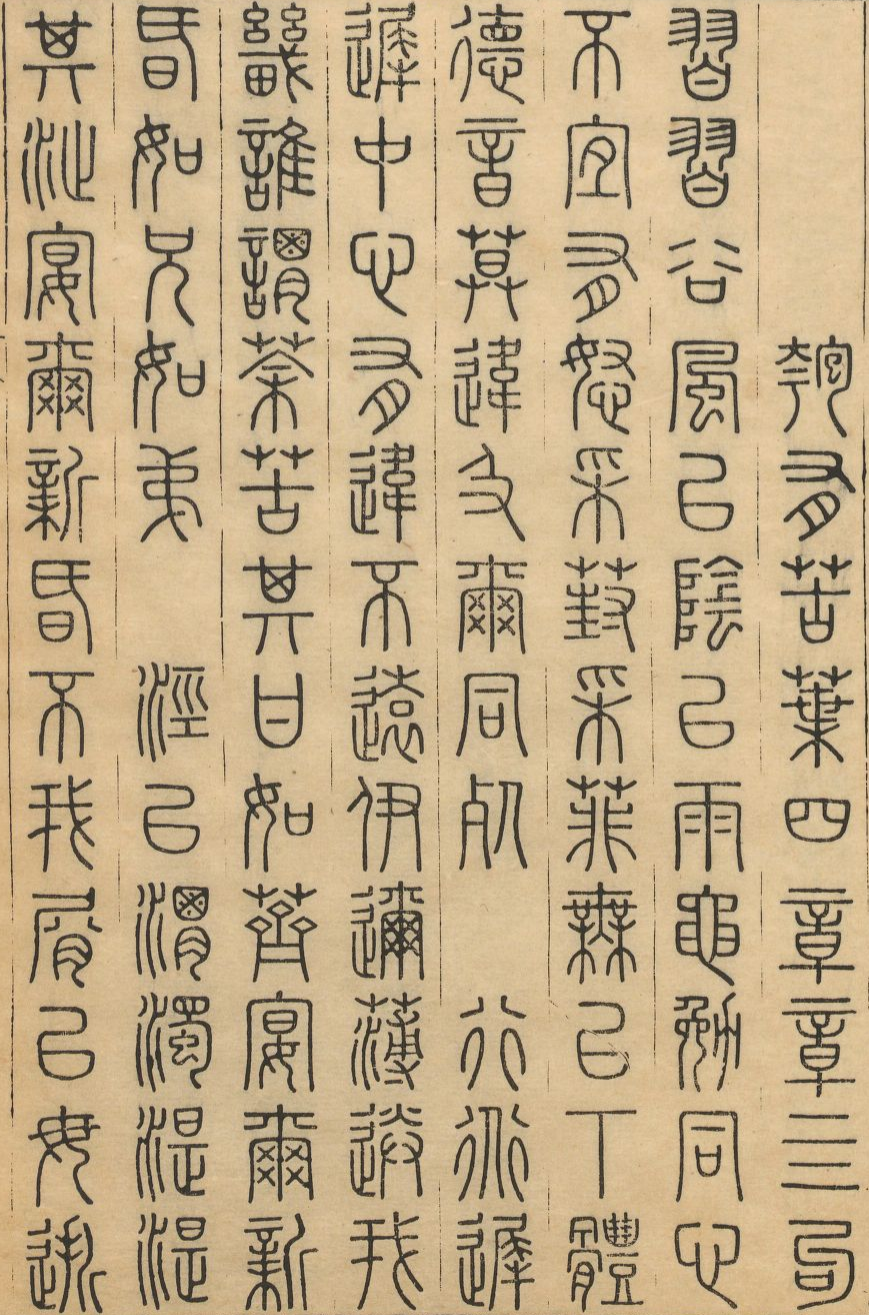 匏有苦葉四章章亖句
習習谷風以陰以雨黽勉同心
不宜有怒采葑采菲無以下體
德音莫違及爾同死　行道遲
遲中心有違不遠伊邇薄送我
畿誰謂荼苦其甘如薺宴爾新
昏如兄如弟　涇以渭濁湜湜
其沚宴爾新昏不我屑以毋逝